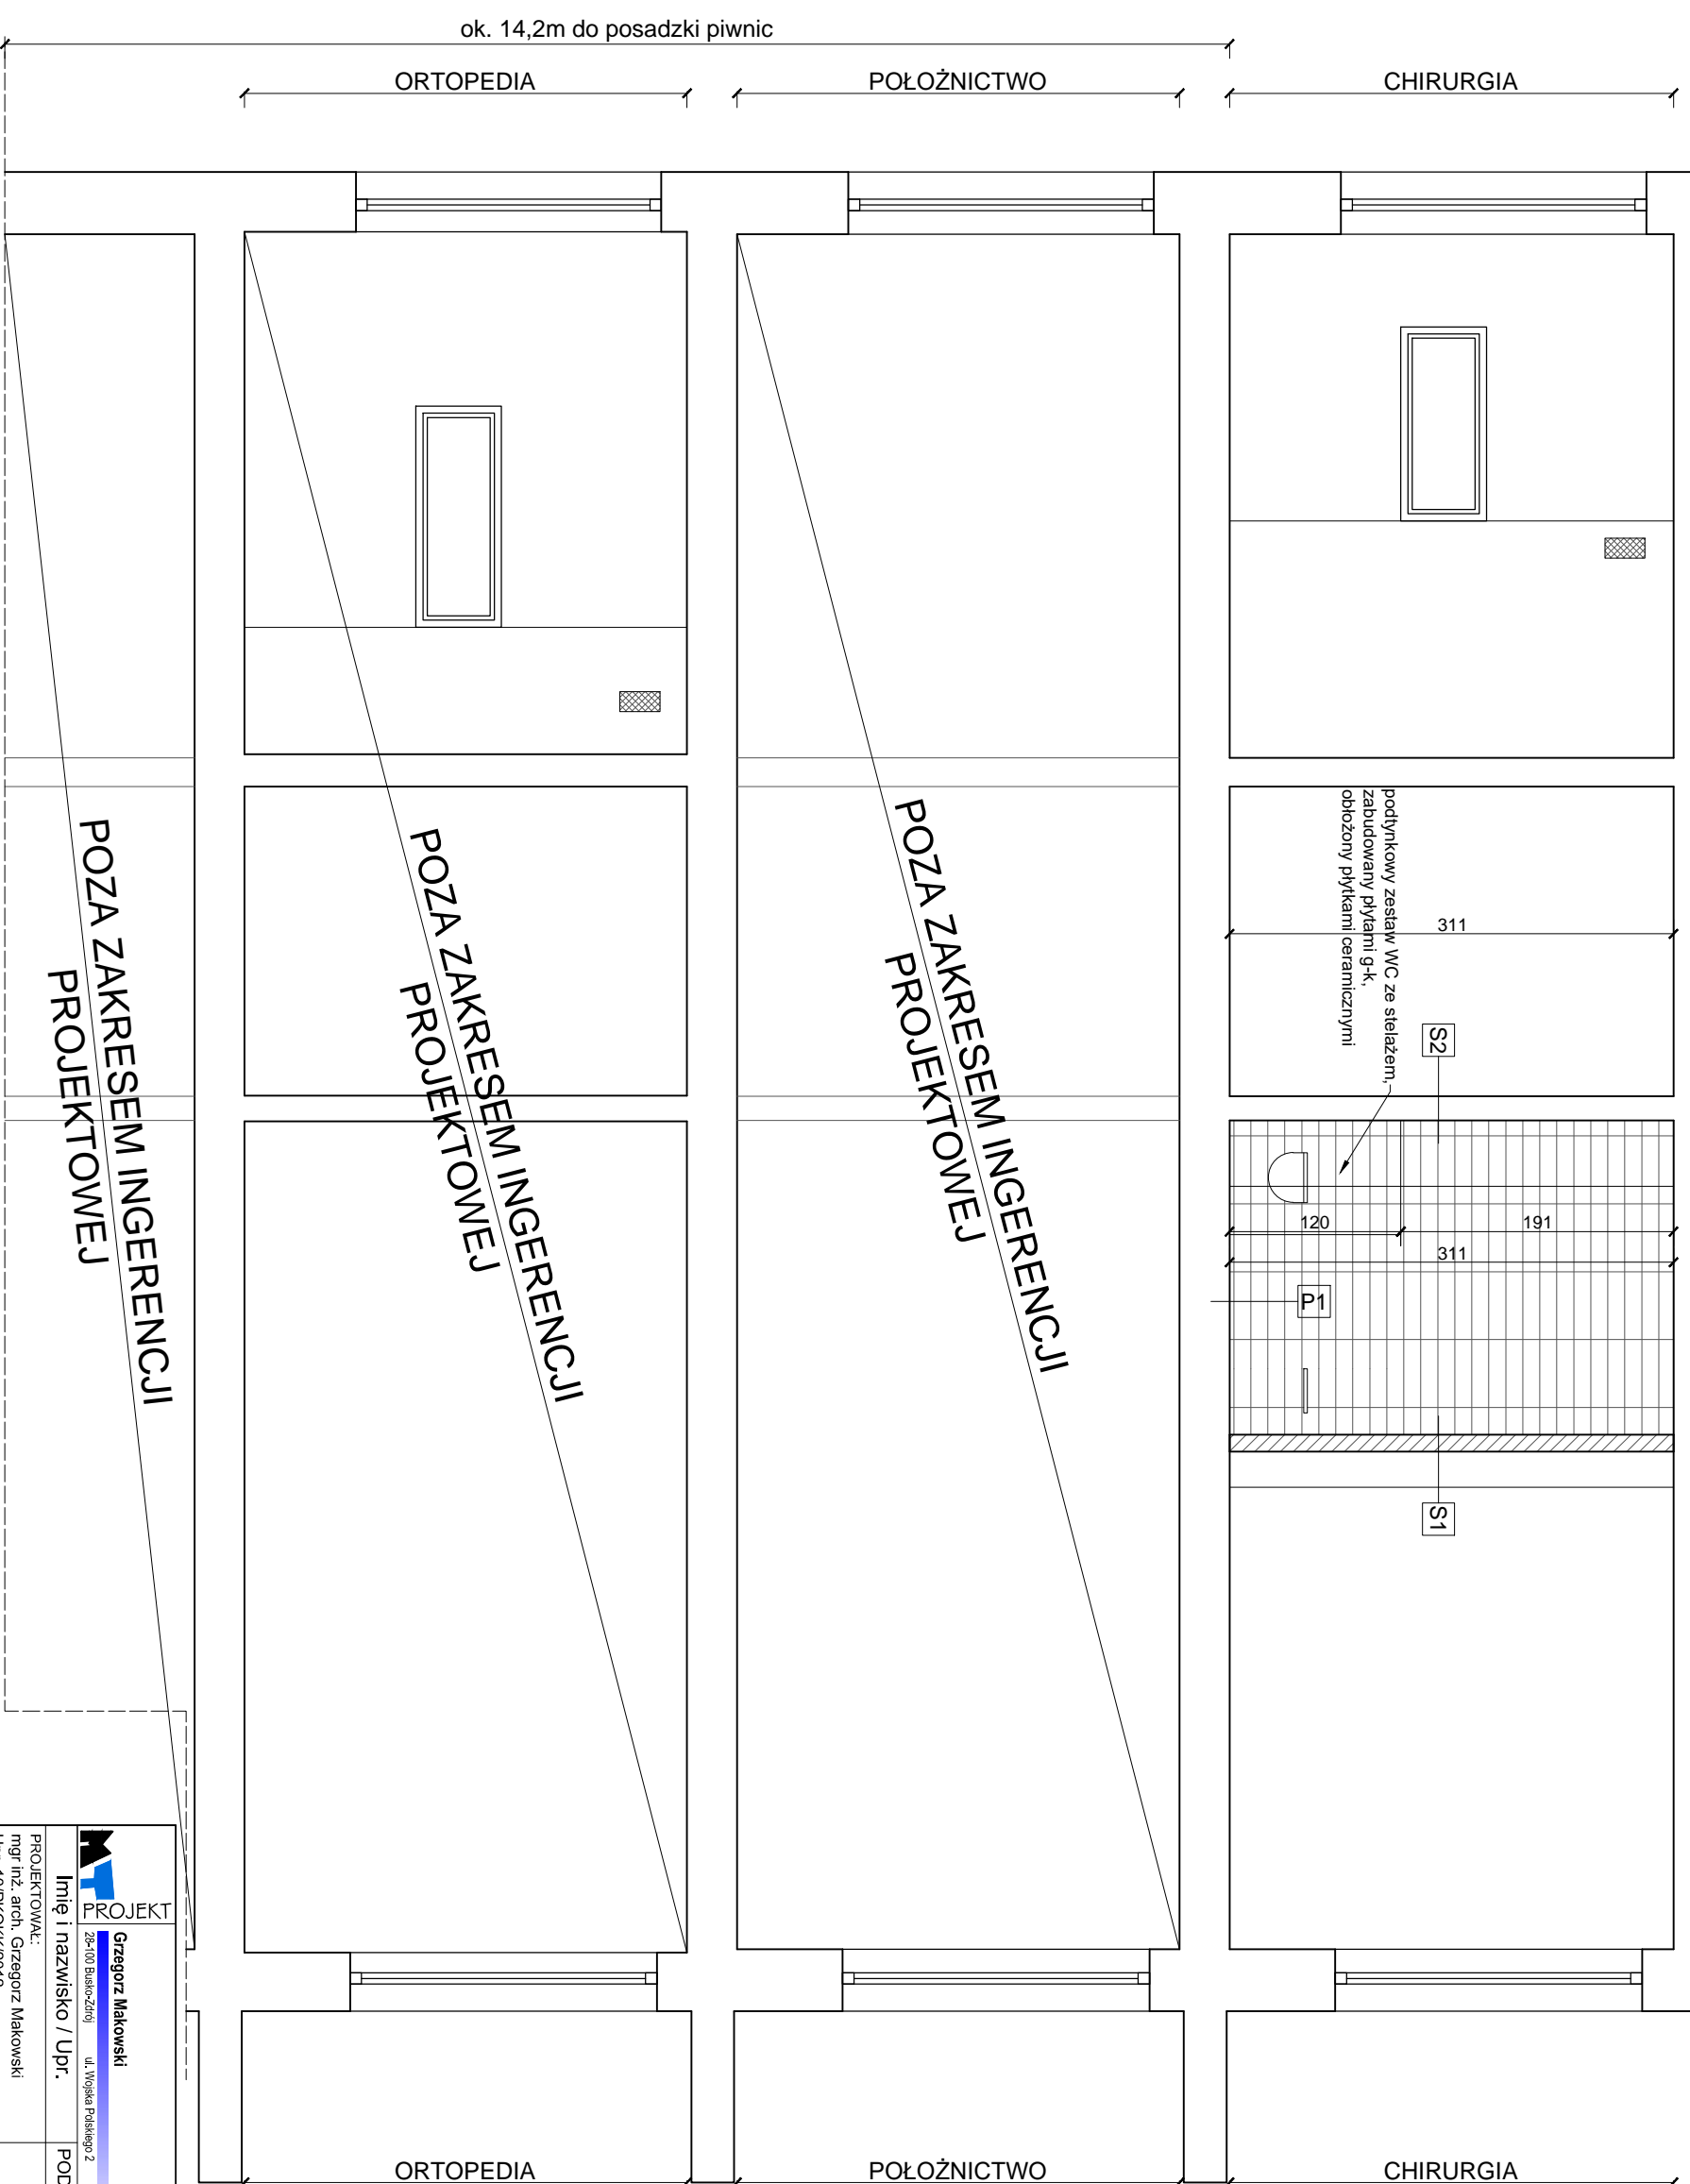 ok. 14,2m do posadzki piwnic
ORTOPEDIA
POŁOŻNICTWO
CHIRURGIA
podtynkowy zestaw WC ze stelażem,
zabudowany płytami g-k,
obłożony płytkami ceramicznymi
311
S2
120
191
311
P1
S1
POZA ZAKRESEM INGERENCJI
PROJEKTOWEJ
POZA ZAKRESEM INGERENCJI
PROJEKTOWEJ
POZA ZAKRESEM INGERENCJI
PROJEKTOWEJ
PROJEKT
Grzegorz Makowski
28-100 Busko-Zdrój ul. Wojska Polskiego 2
Imię i nazwisko / Upr.
POD
PROJEKTOWAŁ:
mgr inż. arch. Grzegorz Makowski
ORTOPEDIA
POŁOŻNICTWO
CHIRURGIA